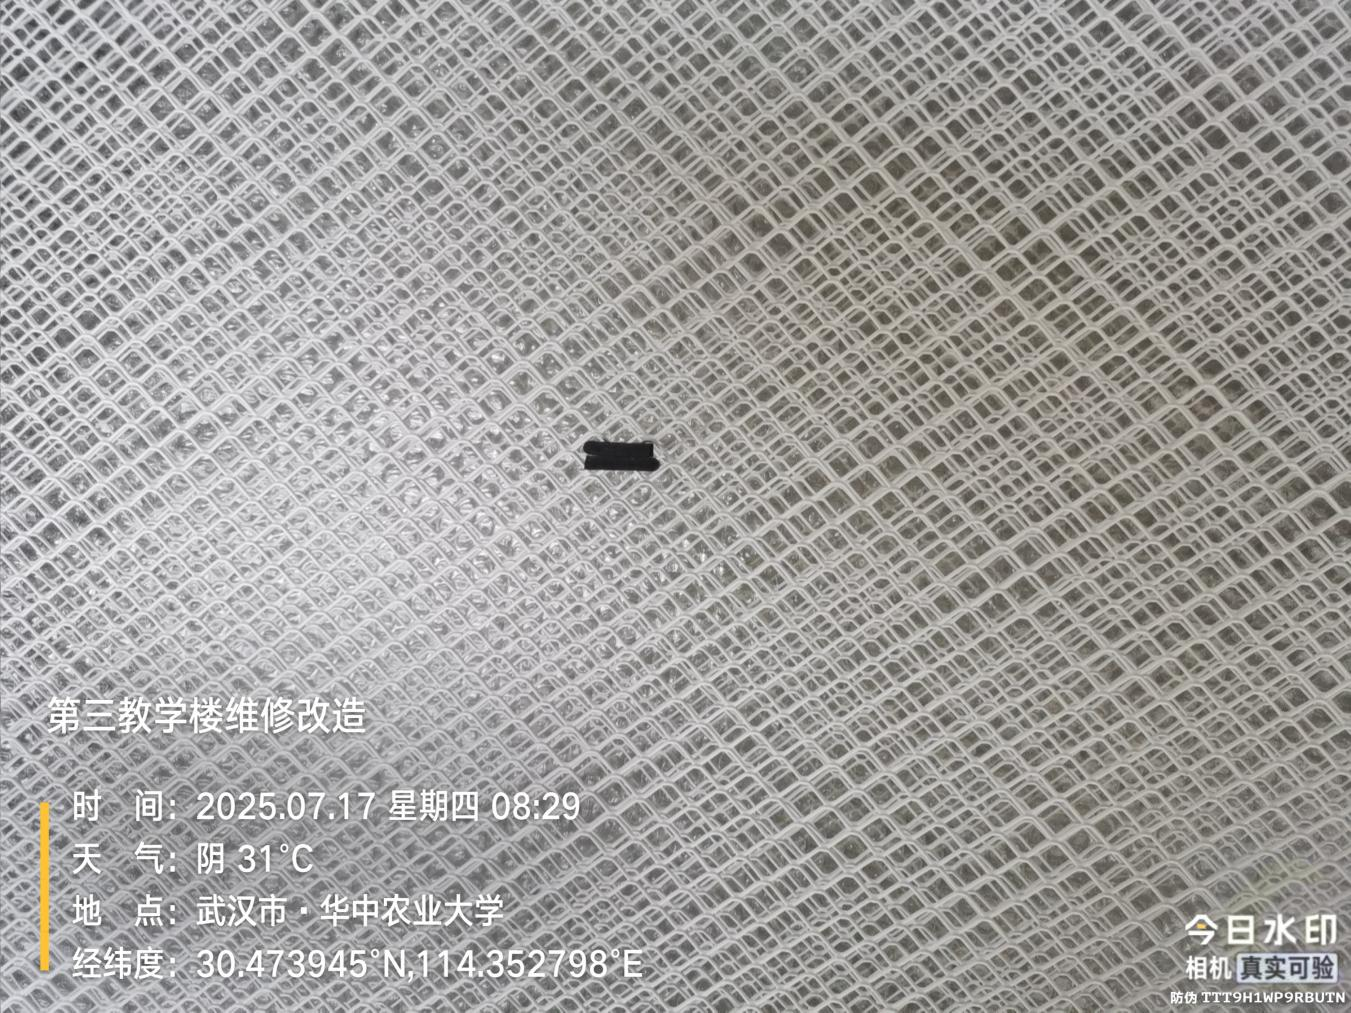 第三教学楼维修改造
时 间：2025.07.17 星期四 08:29
天 气：阴 31°C
地 点：武汉市·华中农业大学
经纬度：30.473945°N,114.352798°E
今日水印
相机 真实可验
防伪 TTT9H1WP9RBUTN